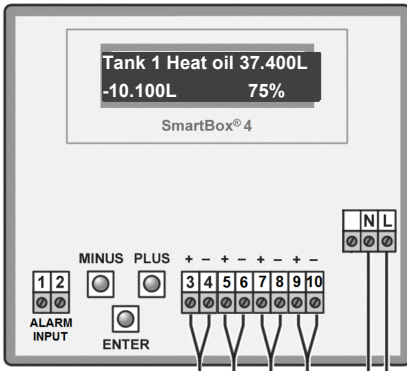 Tank 1 Heat oil 37.400L
-10.100L 75%
SmartBox® 4
N L
MINUS PLUS + − + − + − + −
1 2 3 4 5 6 7 8 9 10
ALARM
INPUT
ENTER